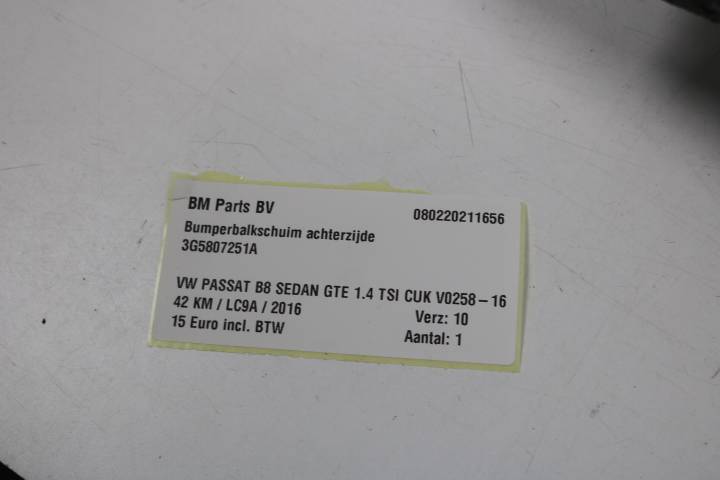 BM Parts BV 080220211656
Bumperbalkschuim achterzijde
3G5807251A
VW PASSAT B8 SEDAN GTE 1.4 TSI CUK V0258-16
42 KM / LC9A / 2016 Verz: 10
15 Euro incl. BTW Aantal: 1